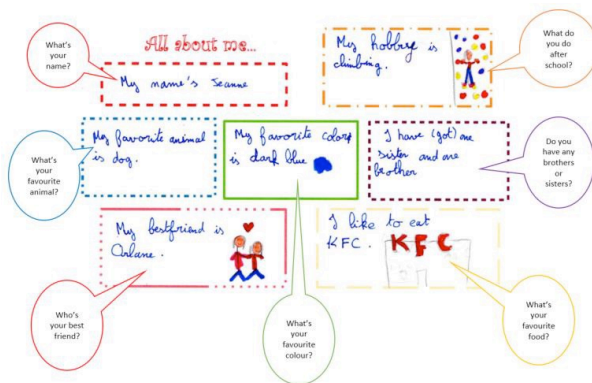 What's
your
name?
All about me...
My name's Jeanne
My hobbye is
climbing.
What do
you do
after
school?
What's
your
favourite
animal?
My favorite animal
is dog.
My favorite color
is dark blue
I have (got) one
sister and one
brother
Do you have
any
brothers
or
sisters?
My bestfriend is
Orlane.
I like to eat
KFC.
KFC
Who's
your best
friend?
What's
your
favourite
colour?
What's
your
favourite
food?